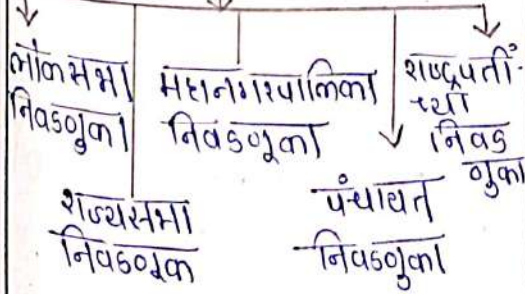 लोकसभा
निवडणुका
महानगरपालिका
निवडणूका
राष्ट्रपतीं-
च्या
निवड
णुका
राज्यसभा
निवडणूक
पंचायत
निवडणुका